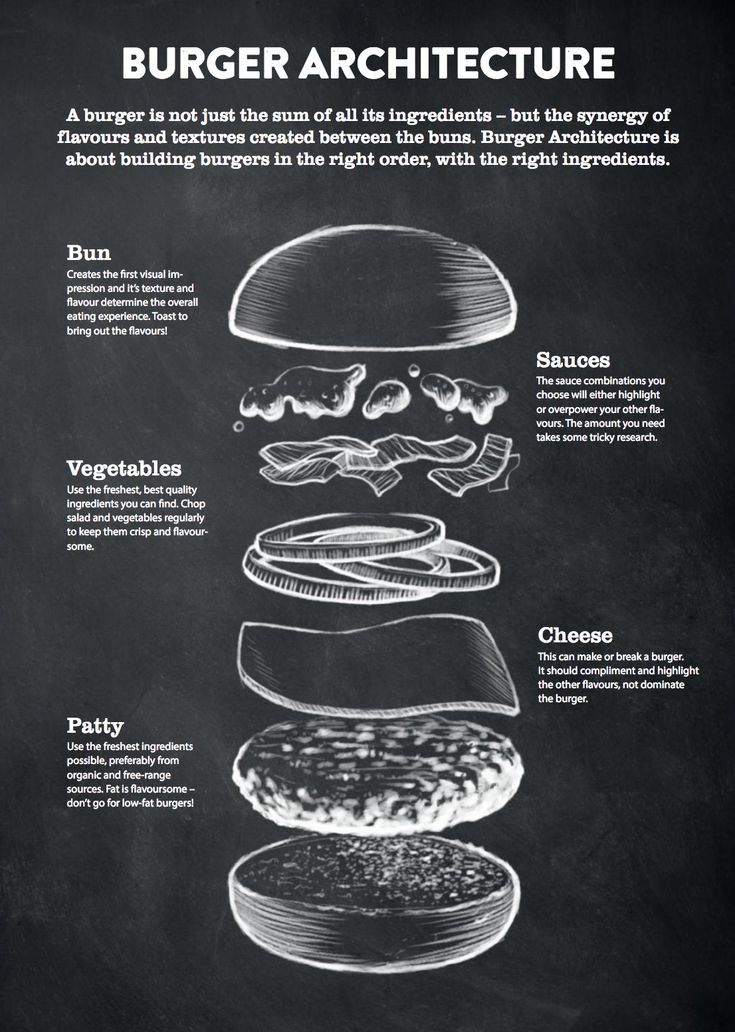 BURGER ARCHITECTURE
A burger is not just the sum of all its ingredients – but the synergy of
flavours and textures created between the buns. Burger Architecture is
about building burgers in the right order, with the right ingredients.
Bun
Creates the first visual im-
pression and it's texture and
flavour determine the overall
eating experience. Toast to
bring out the flavours!
Sauces
The sauce combinations you
choose will either highlight
or overpower your other fla-
vours. The amount you need
takes some tricky research.
Vegetables
Use the freshest, best quality
ingredients you can find. Chop
salad and vegetables regularly
to keep them crisp and flavour-
some.
Cheese
This can make or break a burger.
It should compliment and highlight
the other flavours, not dominate
the burger.
Patty
Use the freshest ingredients
possible, preferably from
organic and free-range
sources. Fat is flavoursome –
don't go for low-fat burgers!